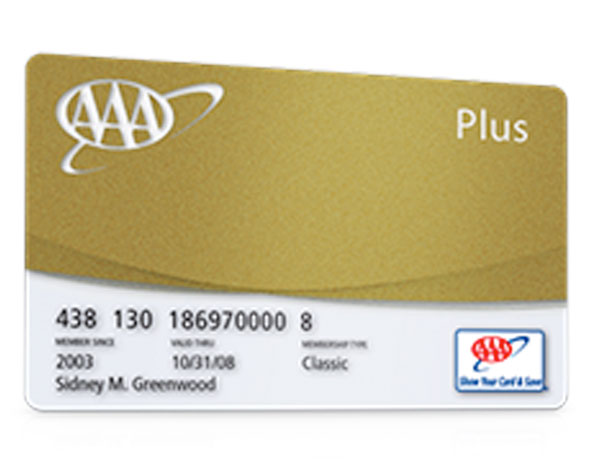 AAA
Plus
438 130 186970000 8
MEMBER SINCE VALID THRU MEMBERSHIP TYPE
2003 10/31/08 Classic
Sidney M. Greenwood
Show Your Card & Save